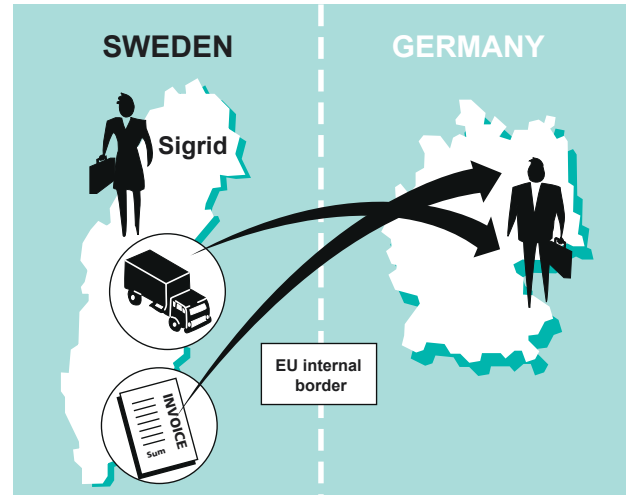 SWEDEN
GERMANY
Sigrid
EU internal
border
INVOICE
Sum